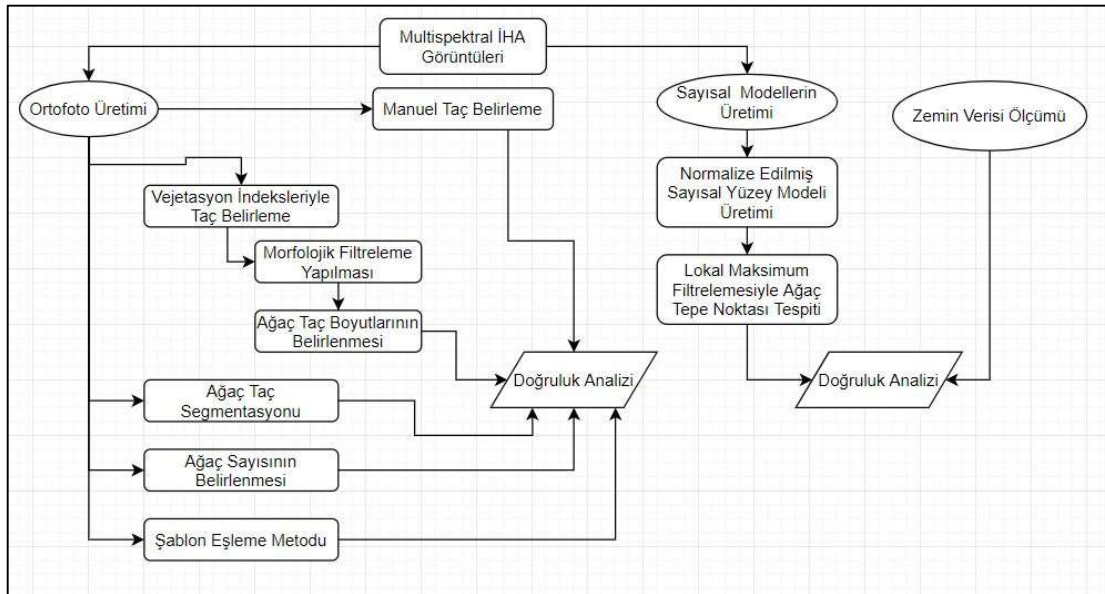 Multispektral İHA
Görüntüleri
Ortofoto Üretimi
Manuel Taç Belirleme
Sayısal Modellerin
Üretimi
Zemin Verisi Ölçümü
Vejetasyon İndeksleriyle
Taç Belirleme
Normalize Edilmiş
Sayısal Yüzey Modeli
Üretimi
Morfolojik Filtreleme
Yapılması
Lokal Maksimum
Filtrelemesiyle Ağaç
Tepe Noktası Tespiti
Ağaç Taç Boyutlarının
Belirlenmesi
Doğruluk Analizi
Doğruluk Analizi
Ağaç Taç
Segmentasyonu
Ağaç Sayısının
Belirlenmesi
Şablon Eşleme Metodu